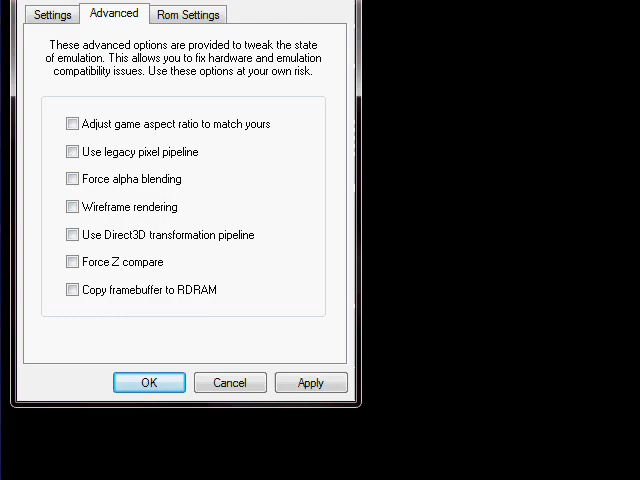 Settings
Advanced
Rom Settings
These advanced options are provided to tweak the state
of emulation. This allows you to fix hardware and emulation
compatibility issues. Use these options at your own risk.
Adjust game aspect ratio to match yours
Use legacy pixel pipeline
Force alpha blending
Wireframe rendering
Use Direct3D transformation pipeline
Force Z compare
Copy framebuffer to RDRAM
OK
Cancel
Apply